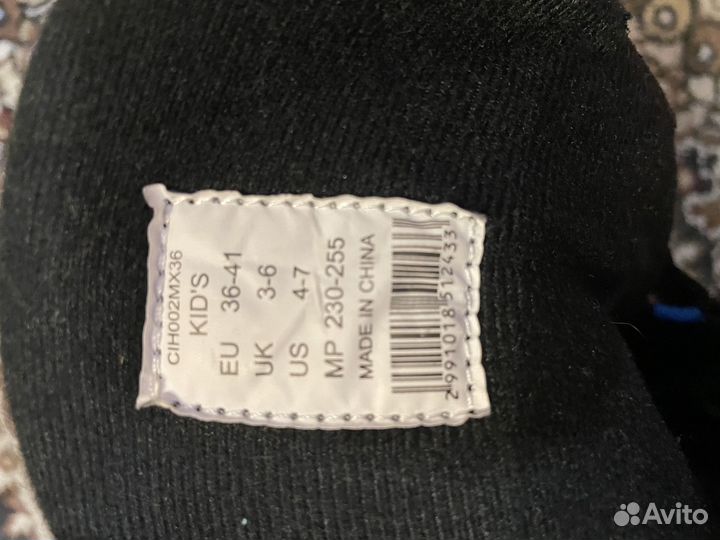 CIH002MX36
KID'S
EU 36-41
UK 3-6
US 4-7
MP 230-255
MADE IN CHINA
2991018512433
Avito